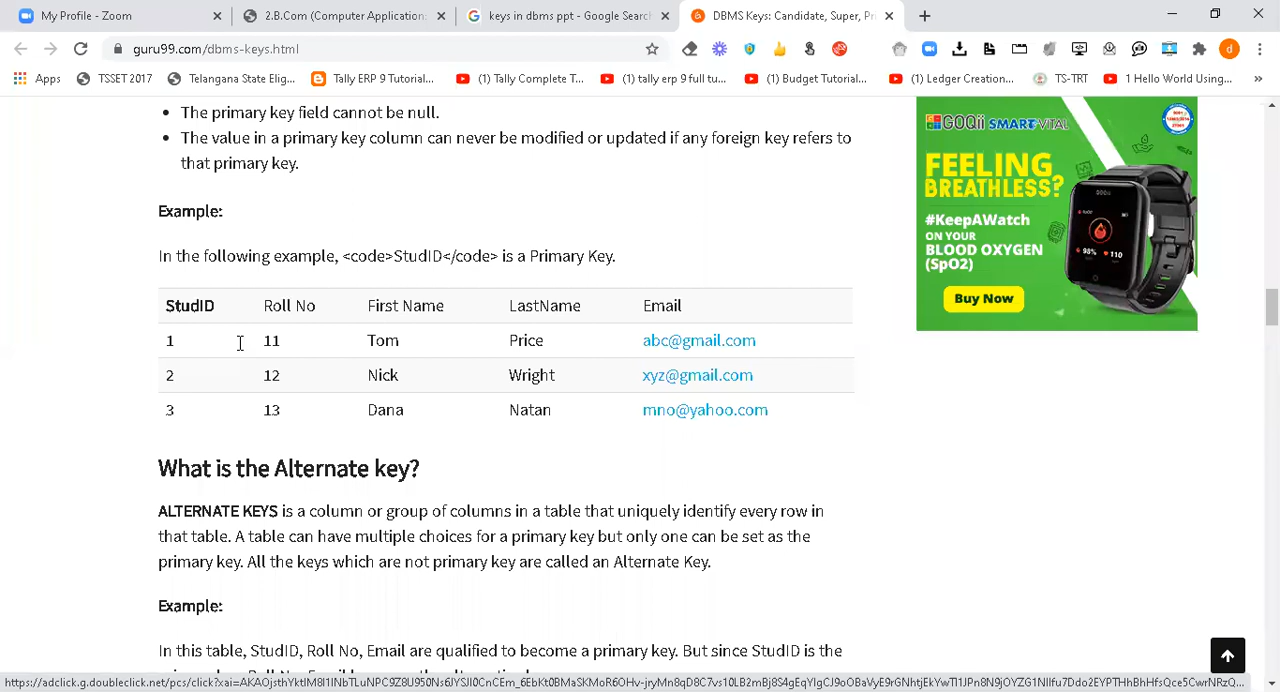 My Profile - Zoom
2.B.Com (Computer Application:
keys in dbms ppt - Google Search
DBMS Keys: Candidate, Super, Pri
guru99.com/dbms-keys.html
d
Apps
TSSET 2017
Telangana State Elig...
Tally ERP 9 Tutorial...
(1) Tally Complete T...
(1) tally erp 9 full tu...
(1) Budget Tutorial...
(1) Ledger Creation...
TS-TRT
1 Hello World Using...
• The primary key field cannot be null.
• The value in a primary key column can never be modified or updated if any foreign key refers to
that primary key.
Example:
In the following table, <code>StudID</code> is a Primary Key.
StudID Roll No First Name LastName Email
1 11 Tom Price abc@gmail.com
2 12 Nick Wright xyz@gmail.com
3 13 Dana Natan mno@yahoo.com
What is the Alternate key?
ALTERNATE KEYS is a column or group of columns in a table that uniquely identify every row in
that table. A table can have multiple choices for a primary key but only one can be set as the
primary key. All the keys which are not primary key are called an Alternate Key.
Example:
In this table, StudID, Roll No, Email are qualified to become a primary key. But since StudID is the
GOQii SMART VITAL
FEELING
BREATHLESS?
#KeepAWatch
ON YOUR
BLOOD OXYGEN
(SpO2)
Buy Now
GOQii
98% 110